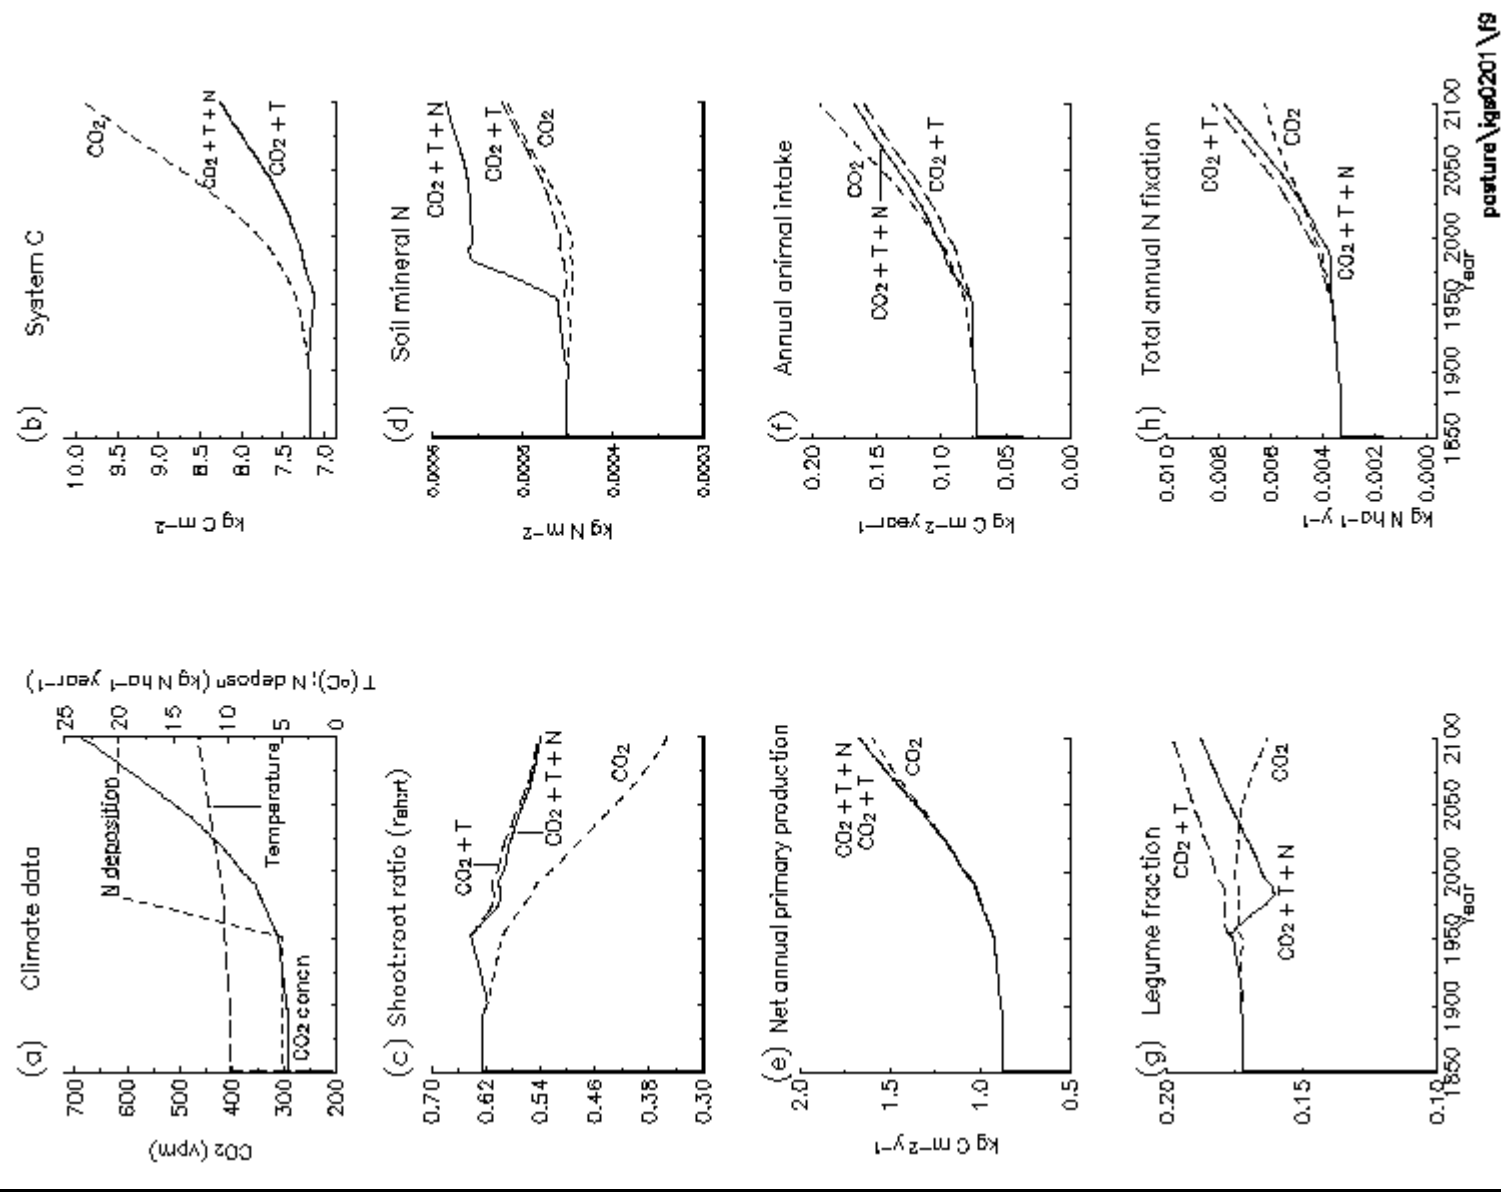 (a) Climate data
CO2 (vpm)
700
600
500
400
300
200
25
20
15
10
5
0
T(ºC); N deposⁿ (kg N ha⁻¹ year⁻¹)
N deposition
Temperature
CO2 concn
(b) System C
kg C m⁻²
10.0
9.5
9.0
8.5
8.0
7.5
7.0
CO2
CO2 + T + N
CO2 + T
(c) Shoot:root ratio (rsh:rt)
0.70
0.62
0.54
0.46
0.38
0.30
CO2 + T
CO2 + T + N
CO2
(d) Soil mineral N
kg N m⁻²
0.0006
0.0005
0.0004
0.0003
CO2 + T + N
CO2 + T
CO2
(e) Net annual primary production
kg C m⁻² y⁻¹
2.0
1.0
0.5
CO2 + T + N
CO2 + T
CO2
(f) Annual animal intake
kg C m⁻² year⁻¹
0.20
0.15
0.10
0.05
0.00
CO2
CO2 + T + N
CO2 + T
(g) Legume fraction
0.20
0.15
0.10
CO2 + T
CO2 + T + N
CO2
1850 1900 1950 2000 2050 2100
Year
(h) Total annual N fixation
kg N ha⁻¹ y⁻¹
0.010
0.008
0.006
0.004
0.002
0.000
CO2 + T
CO2
CO2 + T + N
1850 1900 1950 2000 2050 2100
Year
pasture\kgs0201\f9